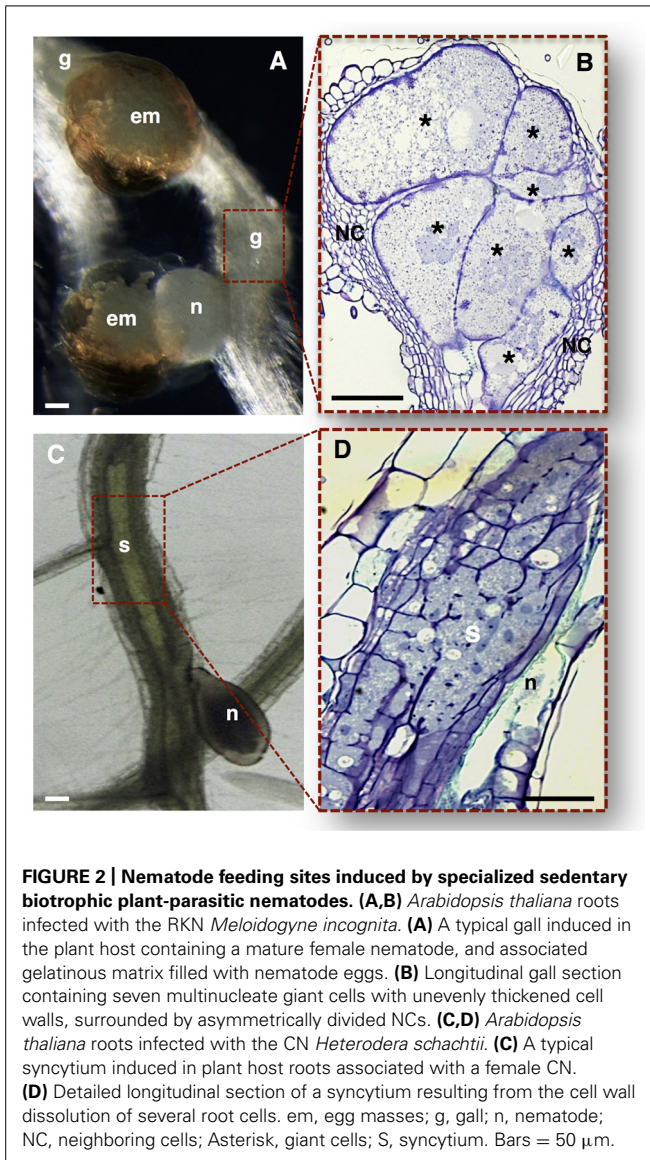 g
A
em
g
em
n
B
*
*
*
NC
*
*
*
NC
*
C
s
n
D
S
n
FIGURE 2 | Nematode feeding sites induced by specialized sedentary
biotrophic plant-parasitic nematodes. (A,B) Arabidopsis thaliana roots
infected with the RKN Meloidogyne incognita. (A) A typical gall induced in
the plant host containing a mature female nematode, and associated
gelatinous matrix filled with nematode eggs. (B) Longitudinal gall section
containing seven multinucleate giant cells with unevenly thickened cell
walls, surrounded by asymmetrically divided NCs. (C,D) Arabidopsis
thaliana roots infected with the CN Heterodera schachtii. (C) A typical
syncytium induced in plant host roots associated with a female CN.
(D) Detailed longitudinal section of a syncytium resulting from the cell wall
dissolution of several root cells. em, egg masses; g, gall; n, nematode;
NC, neighboring cells; Asterisk, giant cells; S, syncytium. Bars = 50 μm.